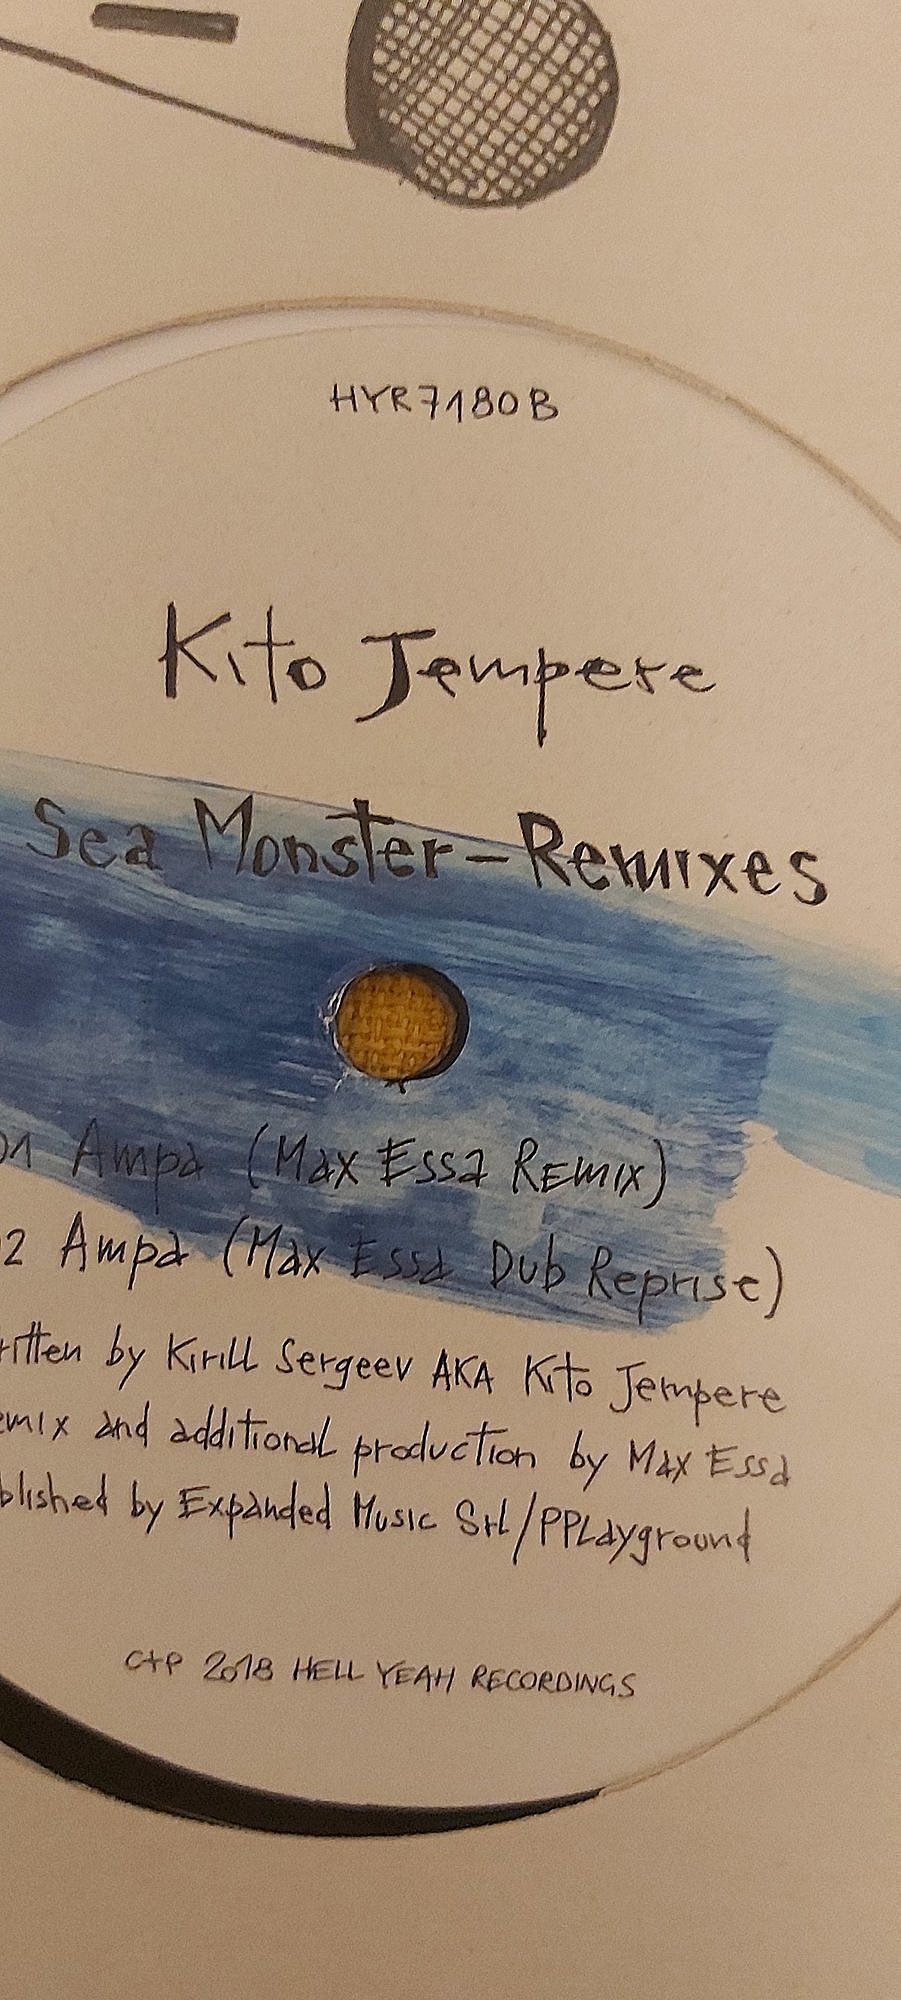 HYR7180B
Kito Jempere
Sea Monster-Remixes
01 Ampa (Max Essa Remix)
2 Ampa (Max Essa Dub Reprise)
ritten by Kirill Sergeev AKA Kito Jempere
emix and additional production by Max Essa
blished by Expanded Music Srl/PPLayground
C+P 2018 HELL YEAH RECORDINGS